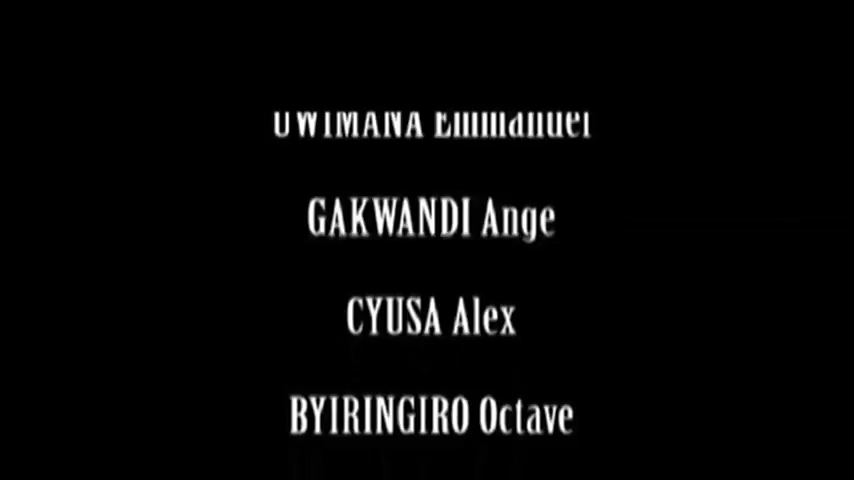 UWIMANA Emmanuel
GAKWANDI Ange
CYUSA Alex
BYIRINGIRO Octave